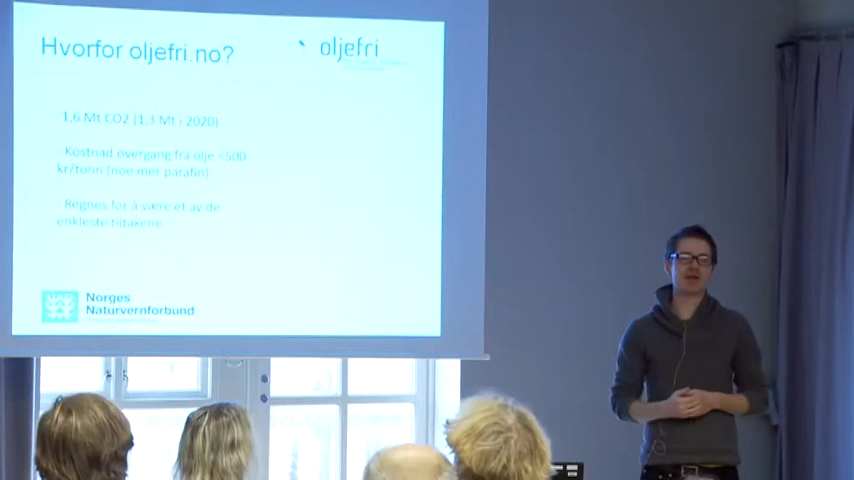 Hvorfor oljefri.no?
oljefri
1,6 Mt CO2 (1,3 Mt i 2020)
Kostnad overgang fra olje <500
kr/tonn (noe mer parafin)
Regnes for å være et av de
enkleste tiltakene
Norges
Naturvernforbund